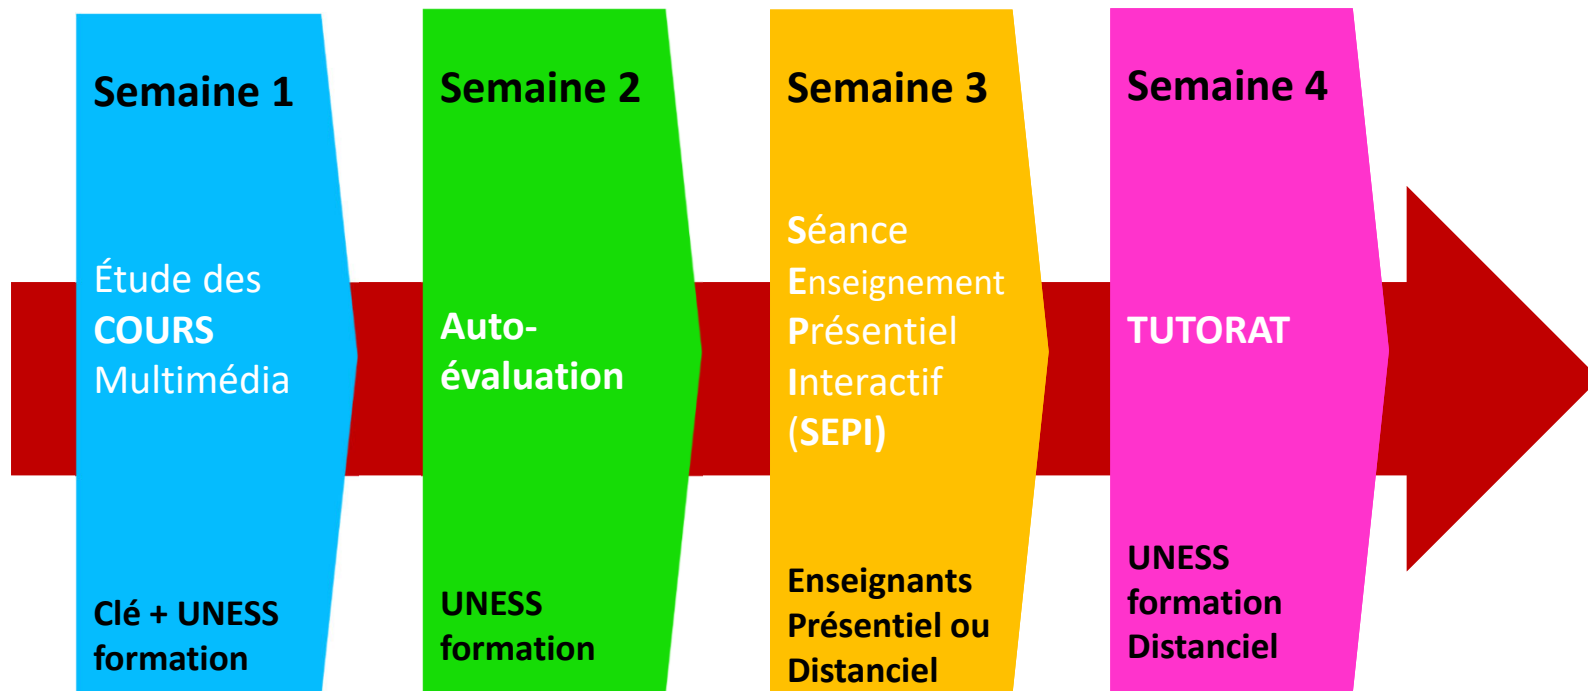 Semaine 1
Étude des
COURS
Multimédia
Clé + UNESS
formation
Semaine 2
Auto-
évaluation
UNESS
formation
Semaine 3
Séance
Enseignement
Présentiel
Interactif
(SEPI)
Enseignants
Présentiel ou
Distanciel
Semaine 4
TUTORAT
UNESS
formation
Distanciel